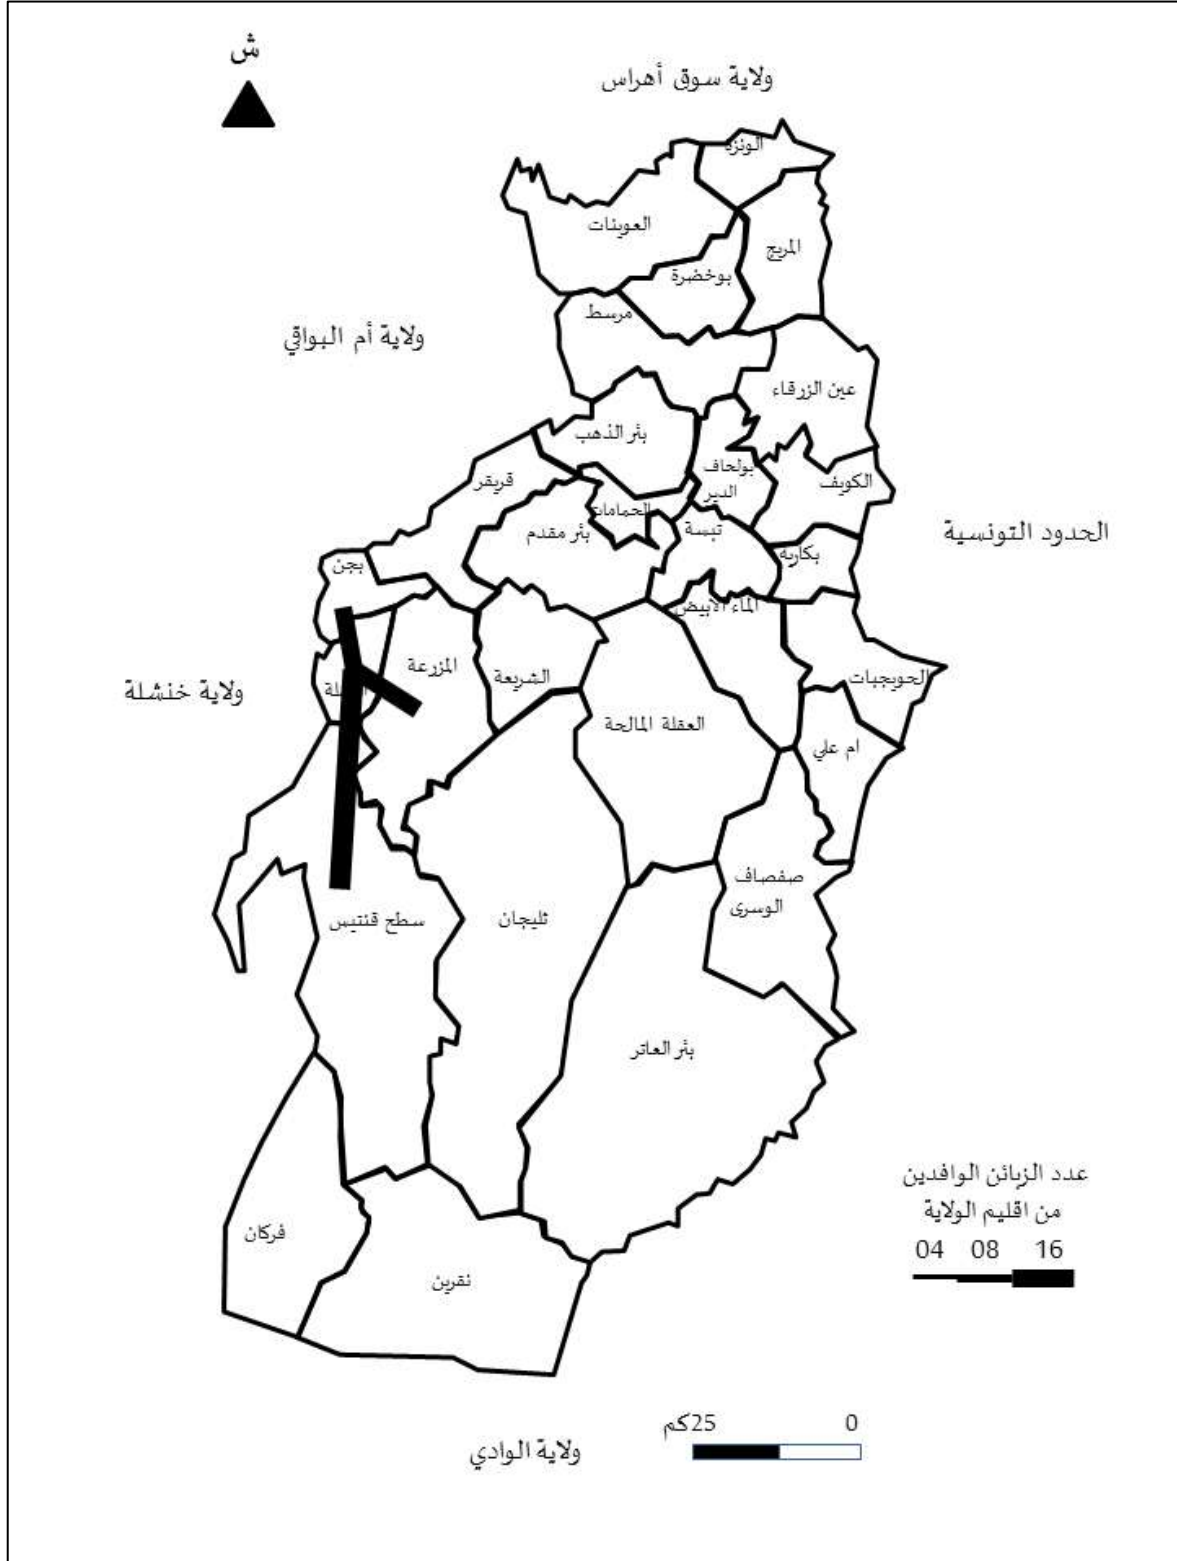 ش
ولاية سوق أهراس
الونزة
العوينات
المريج
بوخضرة
مرسط
ولاية أم البواقي
عين الزرقاء
بئر الذهب
بولحاف
الدير
الكويف
قريقر
الحمامات
تبسة
بئر مقدم
بكارية
الحدود التونسية
بجن
الماء الأبيض
المزرعة
الشريعة
الحويجبات
ولاية خنشلة
العقلة المالحة
ام علي
صفصاف
الوسرى
سطح قنتيس
ثليجان
بئر العاتر
عدد الزبائن الوافدين
من اقليم الولاية
04 08 16
فركان
نقرين
25كم 0
ولاية الوادي